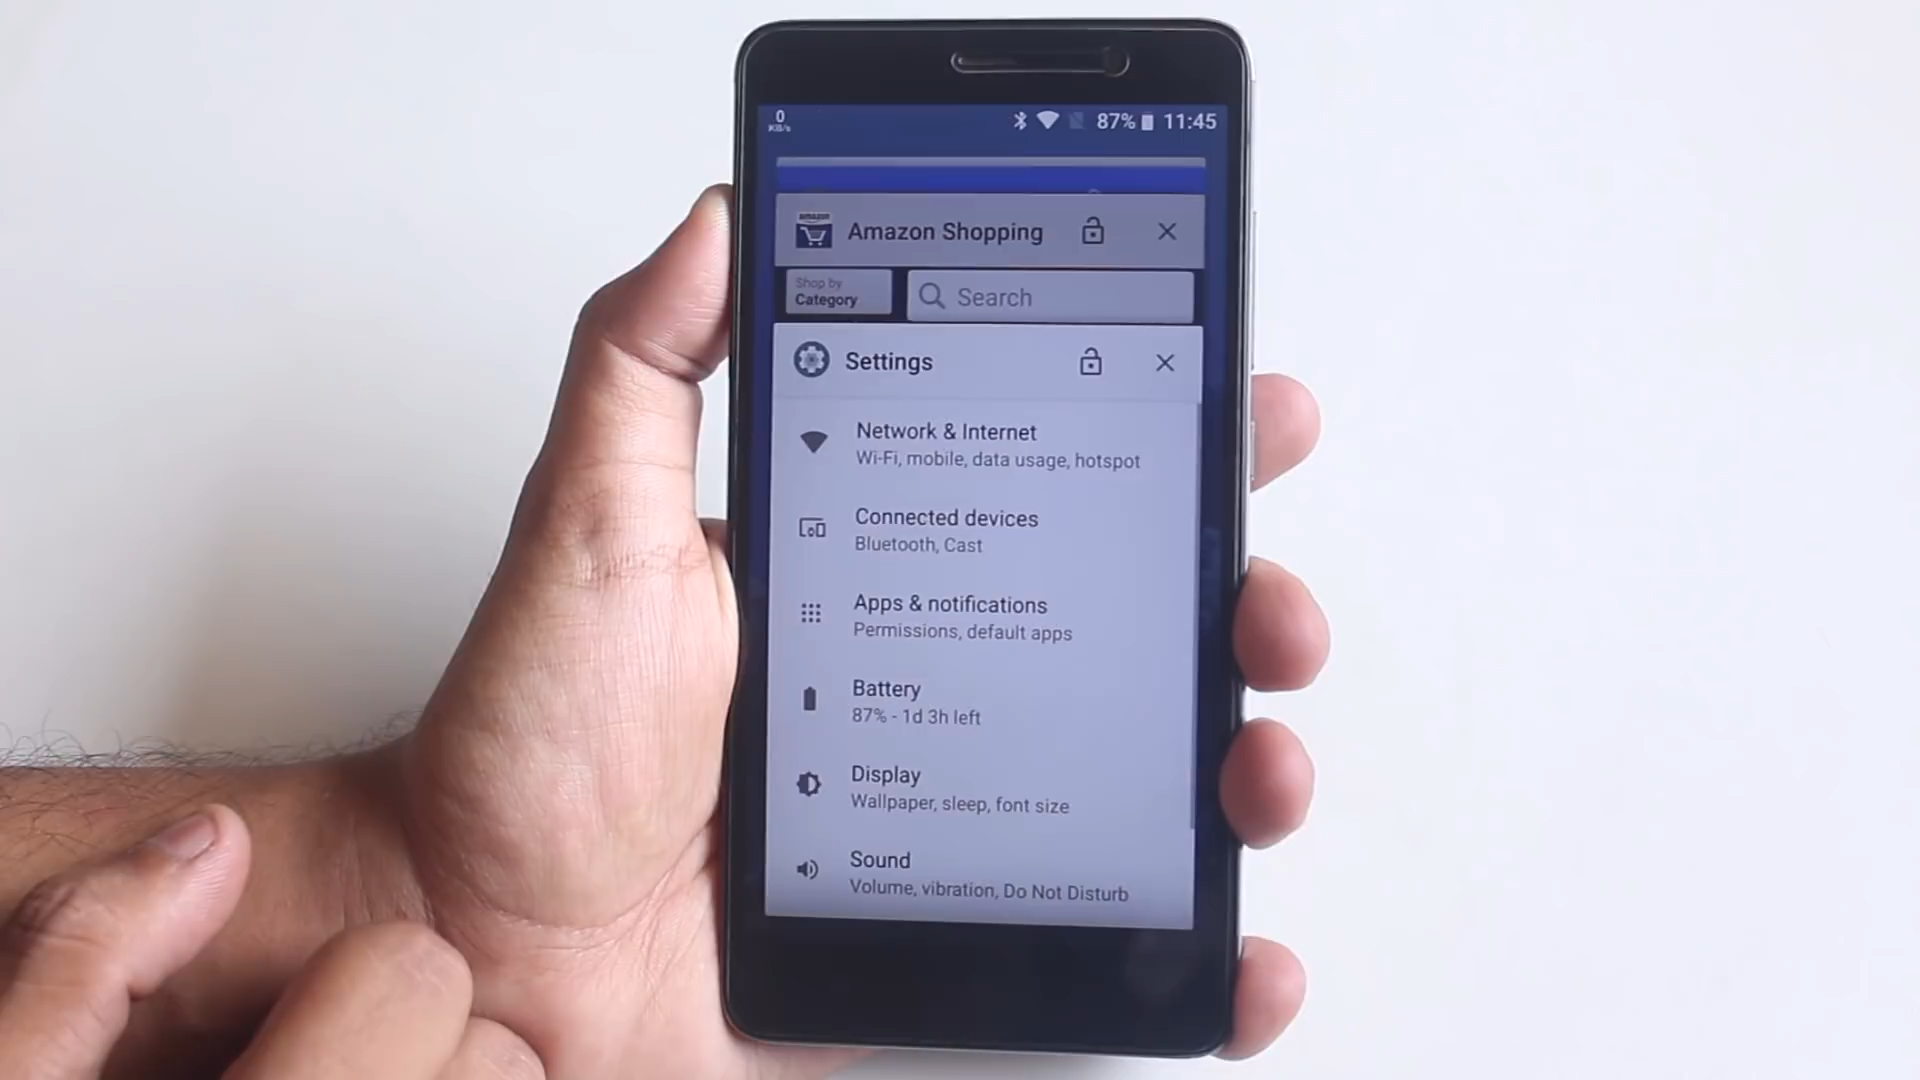 0
KB/s
87% 11:45
amazon
Amazon Shopping
Shop by
Category
Search
Settings
Network & Internet
Wi-Fi, mobile, data usage, hotspot
Connected devices
Bluetooth, Cast
Apps & notifications
Permissions, default apps
Battery
87% - 1d 3h left
Display
Wallpaper, sleep, font size
Sound
Volume, vibration, Do Not Disturb